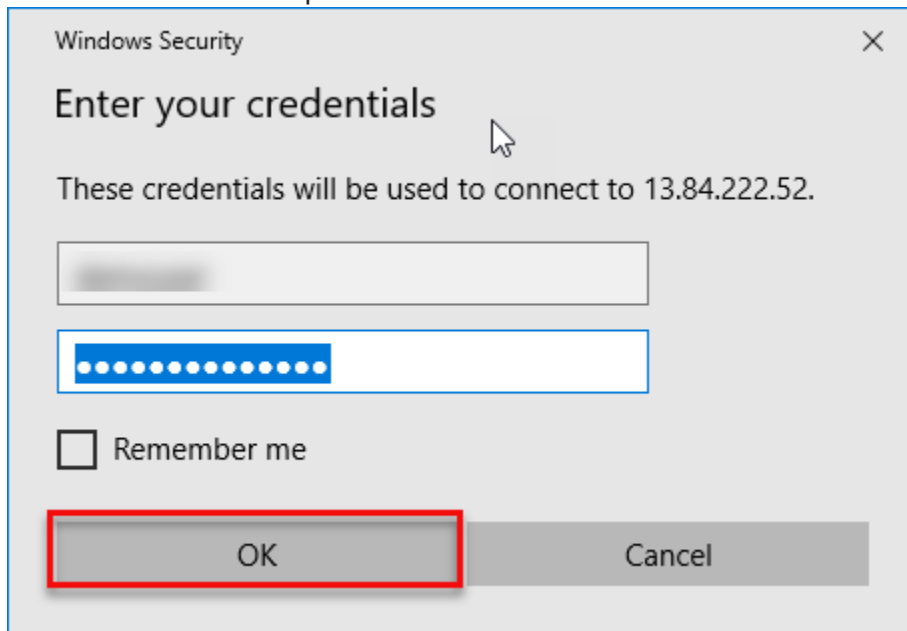 Windows Security
Enter your credentials
These credentials will be used to connect to 13.84.222.52.
Remember me
OK
Cancel